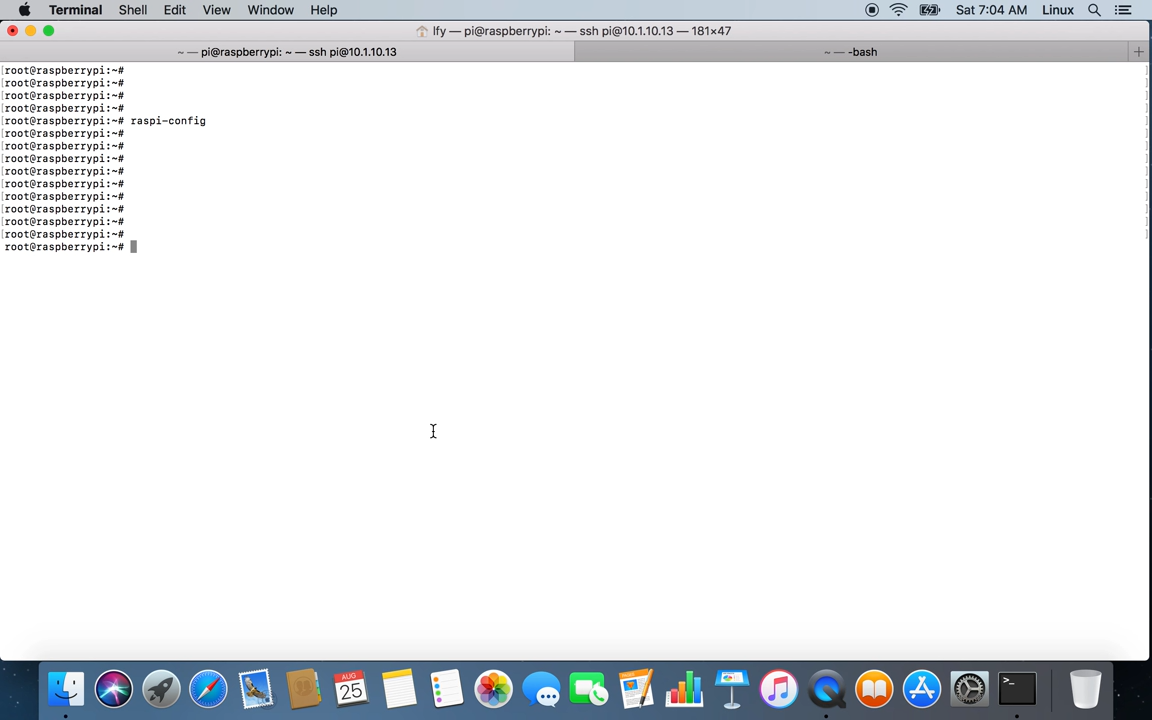 Terminal Shell Edit View Window Help Sat 7:04 AM Linux
lfy — pi@raspberrypi: ~ — ssh pi@10.1.10.13 — 181×47
~ — pi@raspberrypi: ~ — ssh pi@10.1.10.13 ~ — -bash +
[root@raspberrypi:~# ]
[root@raspberrypi:~# ]
[root@raspberrypi:~# ]
[root@raspberrypi:~# ]
[root@raspberrypi:~# raspi-config ]
[root@raspberrypi:~# ]
[root@raspberrypi:~# ]
[root@raspberrypi:~# ]
[root@raspberrypi:~# ]
[root@raspberrypi:~# ]
[root@raspberrypi:~# ]
[root@raspberrypi:~# ]
[root@raspberrypi:~# ]
[root@raspberrypi:~# ]
root@raspberrypi:~#
AUG
25
>_